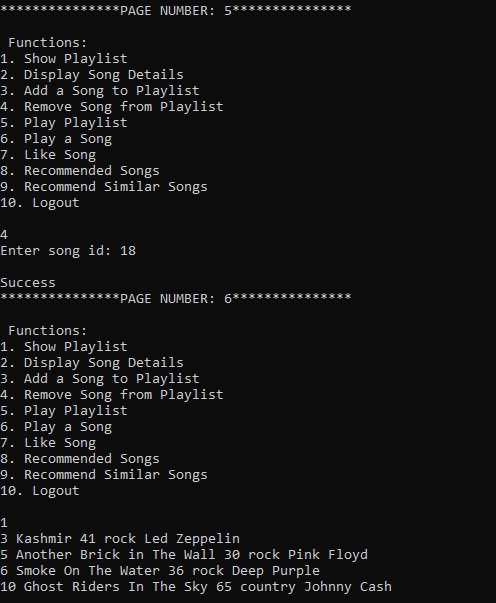 ***************PAGE NUMBER: 5***************
Functions:
1. Show Playlist
2. Display Song Details
3. Add a Song to Playlist
4. Remove Song from Playlist
5. Play Playlist
6. Play a Song
7. Like Song
8. Recommended Songs
9. Recommend Similar Songs
10. Logout
4
Enter song id: 18
Success
***************PAGE NUMBER: 6***************
Functions:
1. Show Playlist
2. Display Song Details
3. Add a Song to Playlist
4. Remove Song from Playlist
5. Play Playlist
6. Play a Song
7. Like Song
8. Recommended Songs
9. Recommend Similar Songs
10. Logout
1
3 Kashmir 41 rock Led Zeppelin
5 Another Brick in The Wall 30 rock Pink Floyd
6 Smoke On The Water 36 rock Deep Purple
10 Ghost Riders In The Sky 65 country Johnny Cash